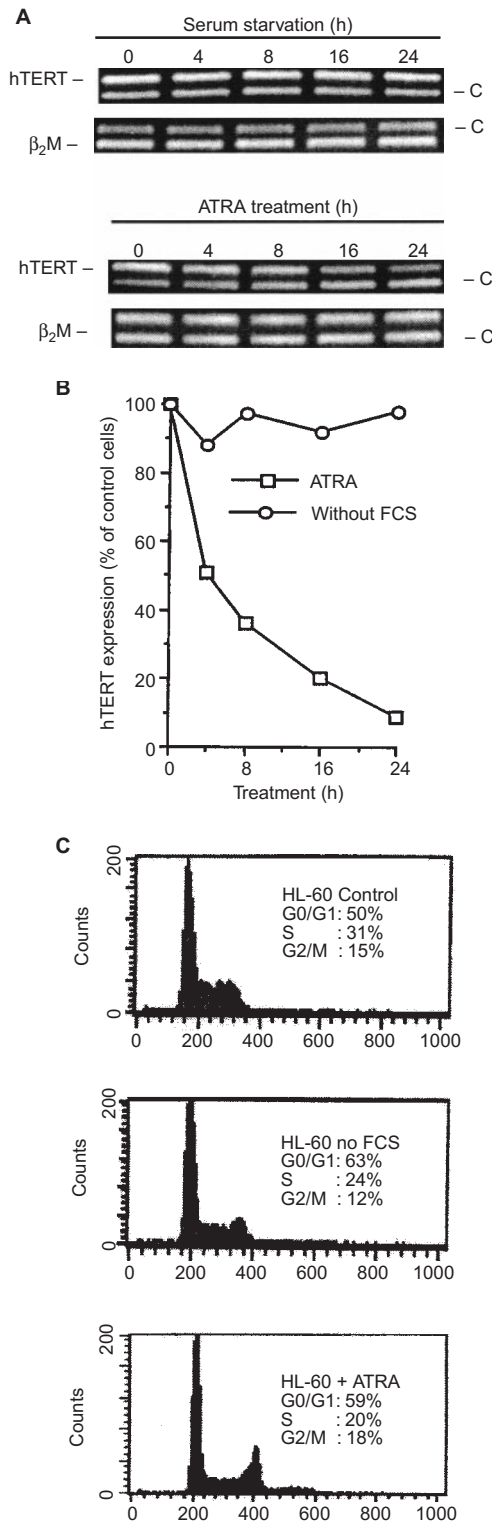 A
Serum starvation (h)
0 4 8 16 24
hTERT –
– C
– C
β₂M –
ATRA treatment (h)
0 4 8 16 24
hTERT –
– C
β₂M –
– C
B
100
80
60
40
20
0
hTERT expression (% of control cells)
ATRA
Without FCS
0 8 16 24
Treatment (h)
C
200
0
Counts
HL-60 Control
G0/G1: 50%
S : 31%
G2/M : 15%
0 200 400 600 800 1000
200
0
Counts
HL-60 no FCS
G0/G1: 63%
S : 24%
G2/M : 12%
0 200 400 600 800 1000
200
0
Counts
HL-60 + ATRA
G0/G1: 59%
S : 20%
G2/M : 18%
0 200 400 600 800 1000